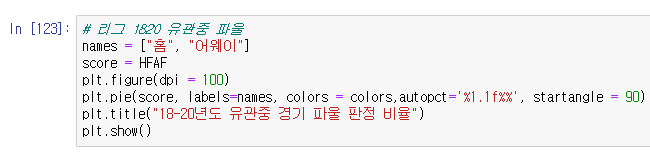 In [123]: # 리그 1820 유관중 파울
names = ["홈", "어웨이"]
score = HFAF
plt.figure(dpi = 100)
plt.pie(score, labels=names, colors = colors,autopct='%1.1f%%', startangle = 90)
plt.title("18-20년도 유관중 경기 파울 판정 비율")
plt.show()